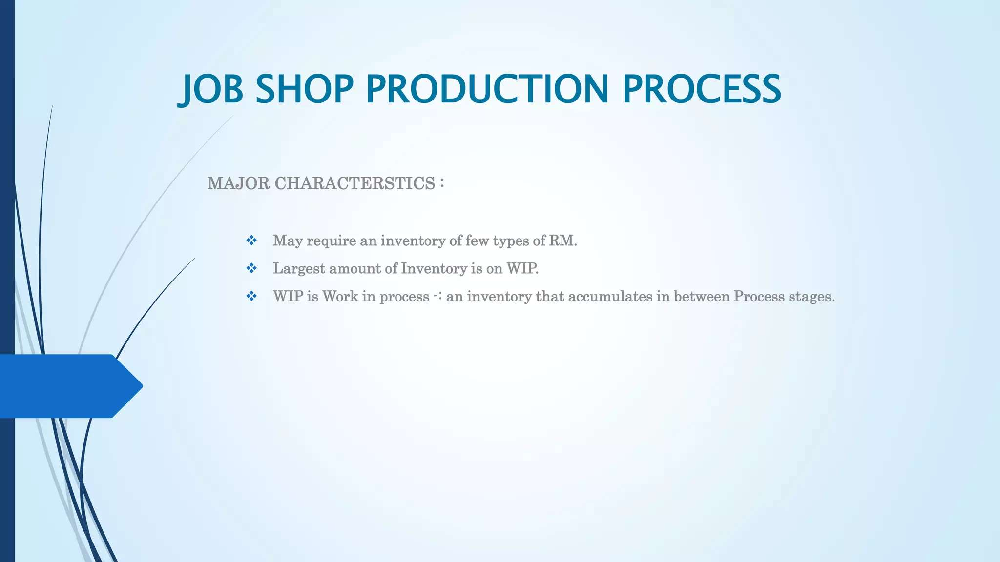 JOB SHOP PRODUCTION PROCESS
MAJOR CHARACTERSTICS :
❖ May require an inventory of few types of RM.
❖ Largest amount of Inventory is on WIP.
❖ WIP is Work in process -: an inventory that accumulates in between Process stages.